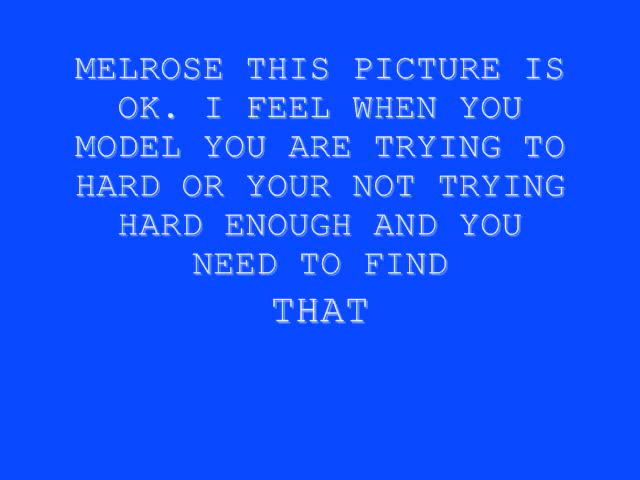 MELROSE THIS PICTURE IS
OK. I FEEL WHEN YOU
MODEL YOU ARE TRYING TO
HARD OR YOUR NOT TRYING
HARD ENOUGH AND YOU
NEED TO FIND
THAT